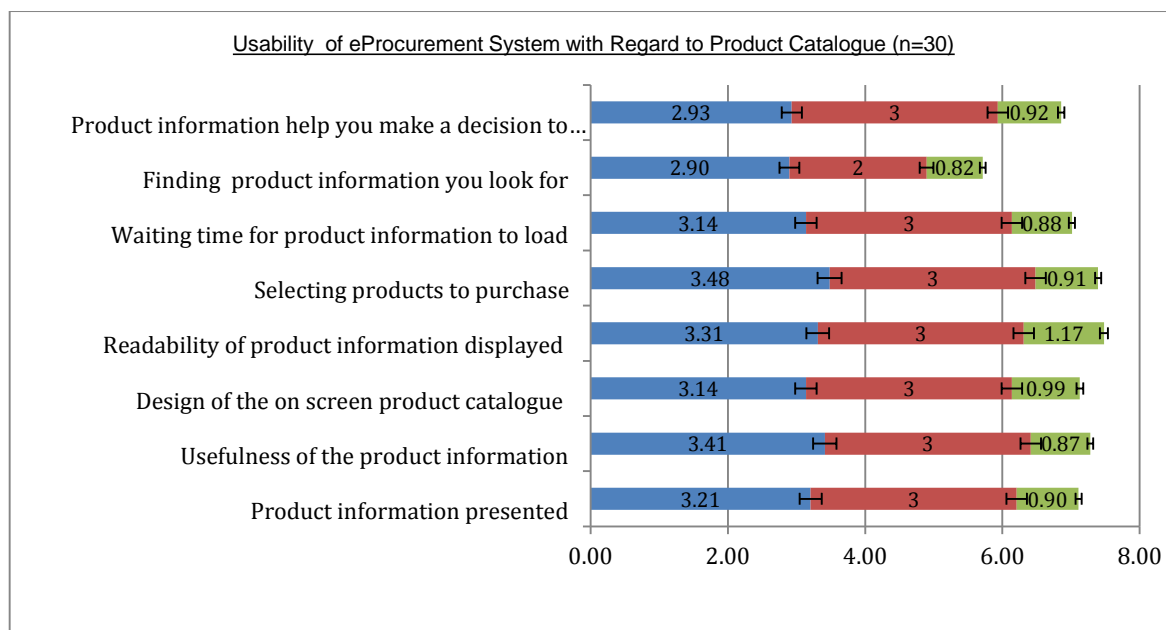 Usability of eProcurement System with Regard to Product Catalogue (n=30)
Product information help you make a decision to… 2.93 3 0.92
Finding product information you look for 2.90 2 0.82
Waiting time for product information to load 3.14 3 0.88
Selecting products to purchase 3.48 3 0.91
Readability of product information displayed 3.31 3 1.17
Design of the on screen product catalogue 3.14 3 0.99
Usefulness of the product information 3.41 3 0.87
Product information presented 3.21 3 0.90
0.00 2.00 4.00 6.00 8.00